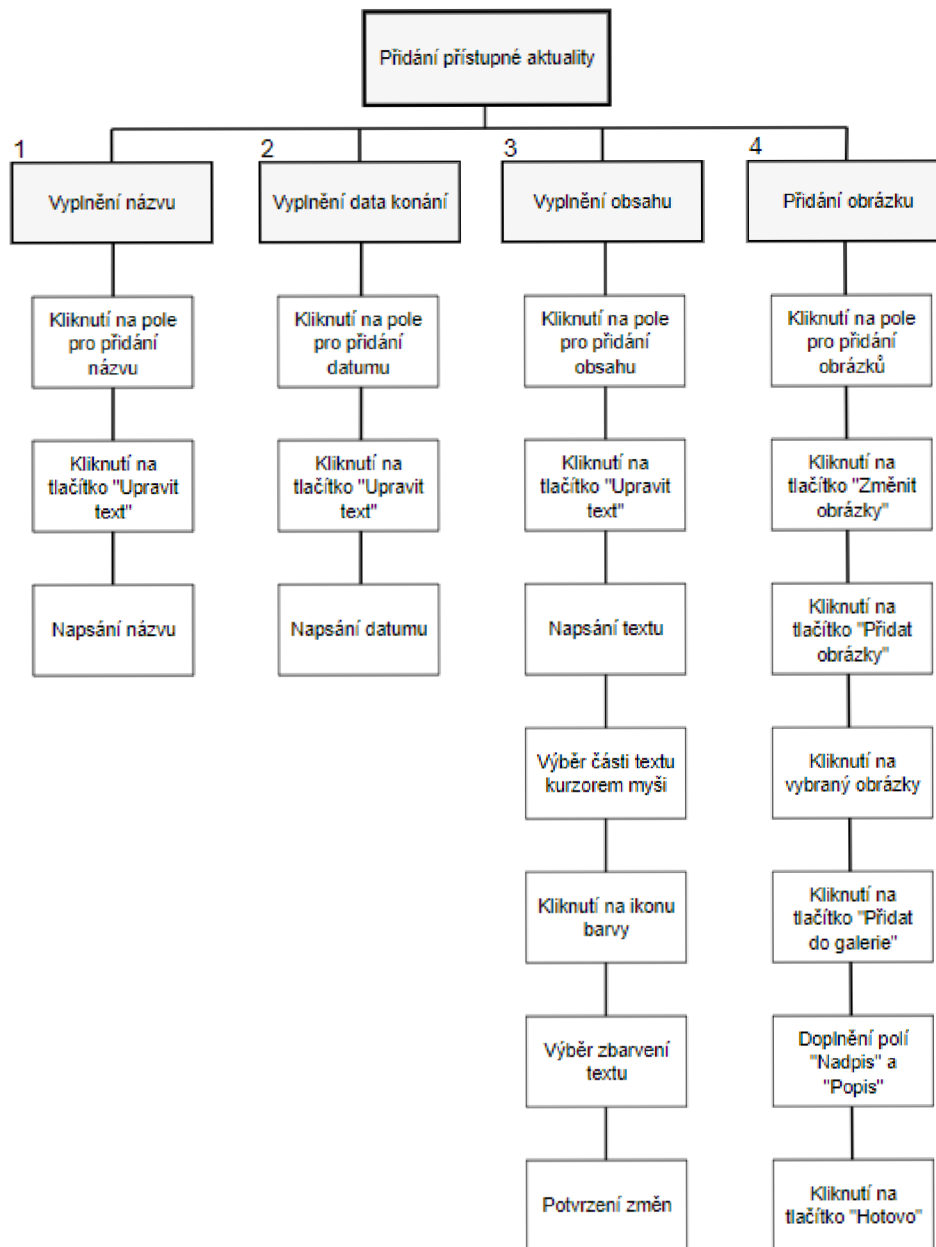 Přidání přístupné aktuality
1
Vyplnění názvu
Kliknutí na pole
pro přidání
názvu
Kliknutí na
tlačítko "Upravit
text"
Napsání názvu
2
Vyplnění data konání
Kliknutí na pole
pro přidání
datumu
Kliknutí na
tlačítko "Upravit
text"
Napsání datumu
3
Vyplnění obsahu
Kliknutí na pole
pro přidání
obsahu
Kliknutí na
tlačítko "Upravit
text"
Napsání textu
Výběr části textu
kurzorem myši
Kliknutí na ikonu
barvy
Výběr zbarvení
textu
Potvrzení změn
4
Přidání obrázku
Kliknutí na pole
pro přidání
obrázků
Kliknutí na
tlačítko "Změnit
obrázky"
Kliknutí na
tlačítko "Přidat
obrázky"
Kliknutí na
vybraný obrázky
Kliknutí na
tlačítko "Přidat
do galerie"
Doplnění polí
"Nadpis" a
"Popis"
Kliknutí na
tlačítko "Hotovo"